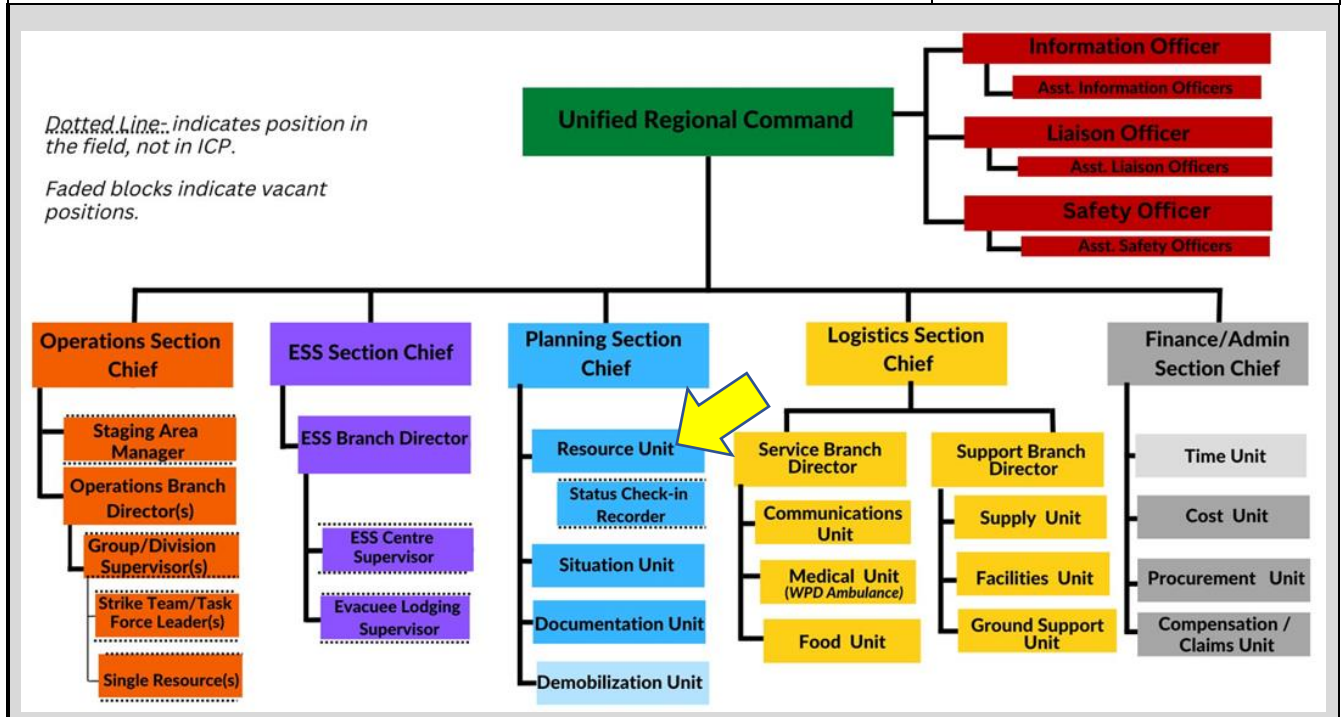 Dotted Line- indicates position in
the field, not in ICP.
Faded blocks indicate vacant
positions.
Unified Regional Command
Information Officer
Asst. Information Officers
Liaison Officer
Asst. Liaison Officers
Safety Officer
Asst. Safety Officers
Operations Section
Chief
Staging Area
Manager
Operations Branch
Director(s)
Group/Division
Supervisor(s)
Strike Team/Task
Force Leader(s)
Single Resource(s)
ESS Section Chief
ESS Branch Director
ESS Centre
Supervisor
Evacuee Lodging
Supervisor
Planning Section
Chief
Resource Unit
Status Check-in
Recorder
Situation Unit
Documentation Unit
Demobilization Unit
Logistics Section
Chief
Service Branch
Director
Communications
Unit
Medical Unit
(WPD Ambulance)
Food Unit
Support Branch
Director
Supply Unit
Facilities Unit
Ground Support
Unit
Finance/Admin
Section Chief
Time Unit
Cost Unit
Procurement Unit
Compensation /
Claims Unit